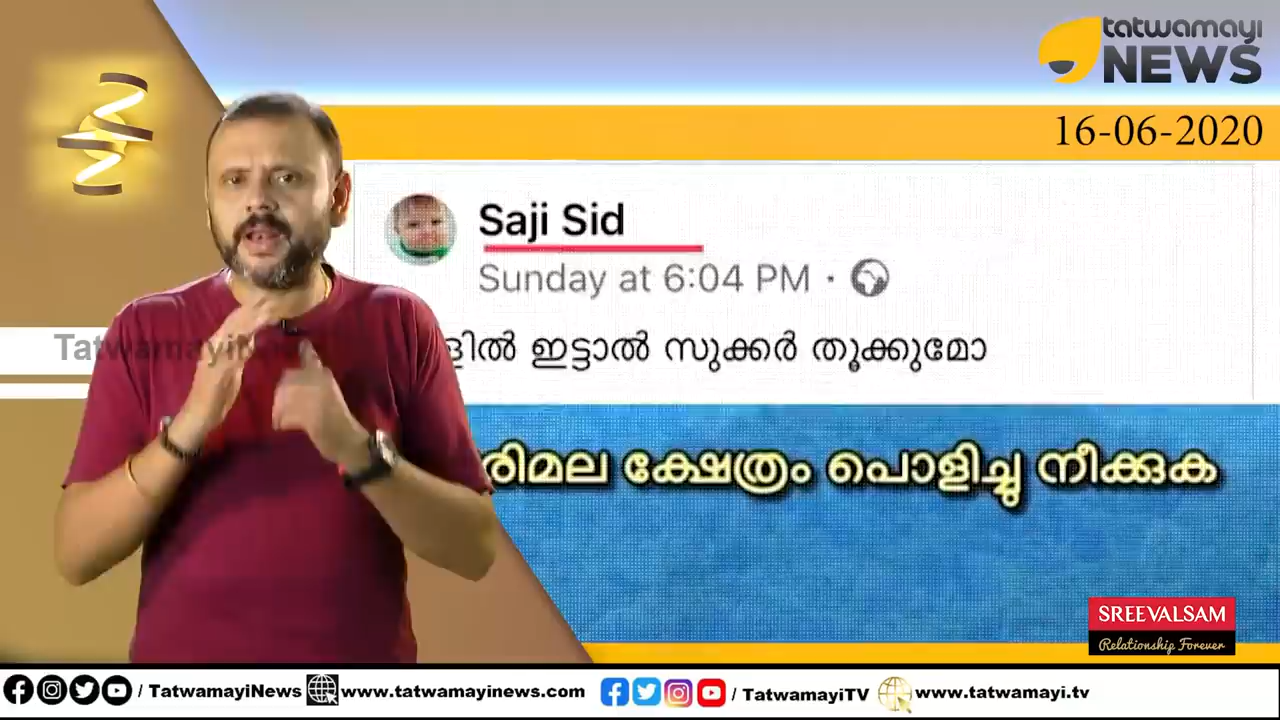 tatwamayi
NEWS
16-06-2020
Saji Sid
Sunday at 6:04 PM ·
TatwamayiNews
ളിൽ ഇട്ടാൽ സുക്കർ തൂക്കുമോ
രിമല ക്ഷേത്രം പൊളിച്ചു നീക്കുക
SREEVALSAM
Relationship Forever
/ TatwamayiNews www.tatwamayinews.com / TatwamayiTV www.tatwamayi.tv